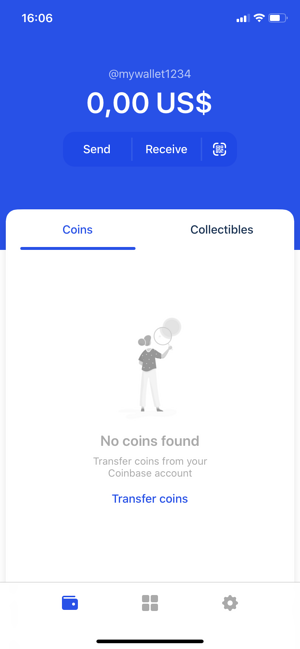 16:06
@mywallet1234
0,00 US$
Send
Receive
Coins
Collectibles
No coins found
Transfer coins from your
Coinbase account
Transfer coins